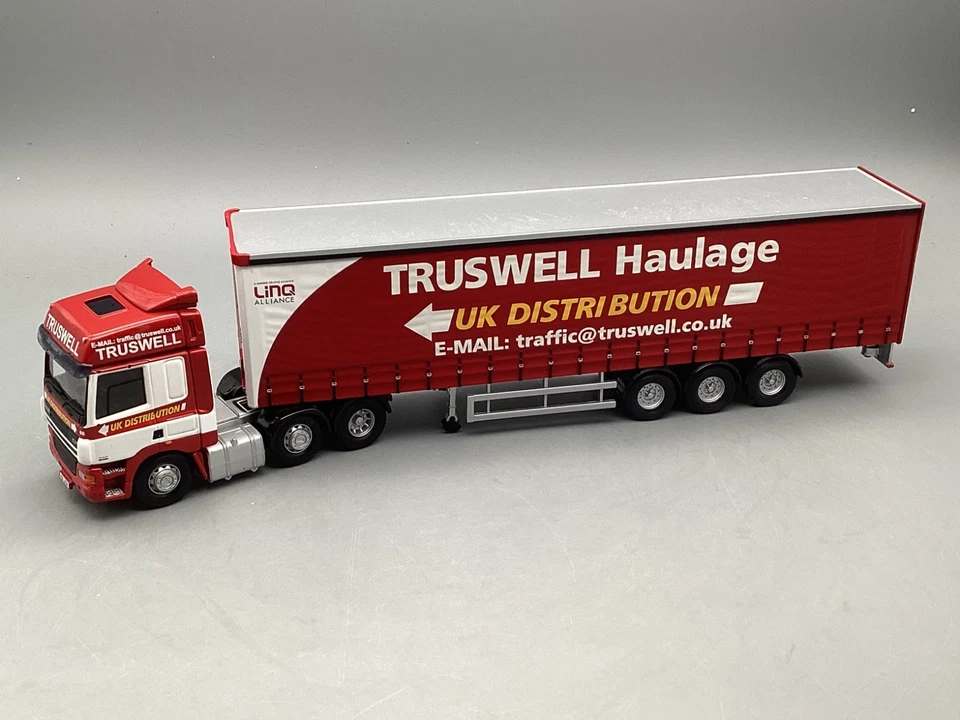 TRUSWELL Haulage
UK DISTRIBUTION
E-MAIL: traffic@truswell.co.uk
LinQ
ALLIANCE
TRUSWELL
E-MAIL: traffic@truswell.co.uk
TRUSWELL
UK DISTRIBUTION